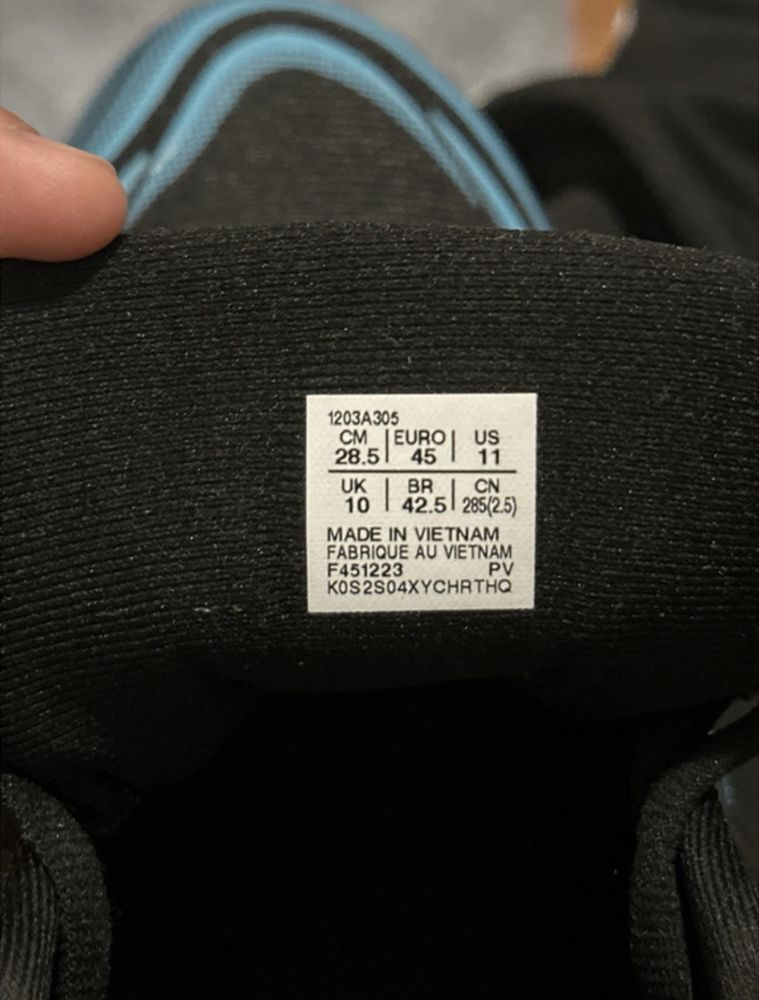 1203A305
CM | EURO | US
28.5 | 45 | 11
UK | BR | CN
10 | 42.5 | 285(2.5)
MADE IN VIETNAM
FABRIQUE AU VIETNAM
F451223 PV
K0S2S04XYCHRTHQ